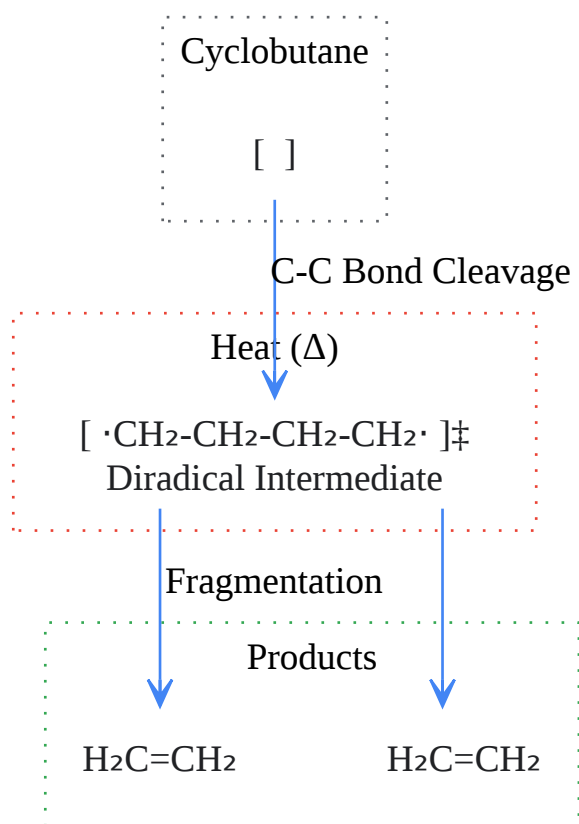 Cyclobutane
[ ]
C-C Bond Cleavage
Heat (Δ)
[ ·CH₂-CH₂-CH₂-CH₂· ]‡
Diradical Intermediate
Fragmentation
Products
H₂C=CH₂ H₂C=CH₂